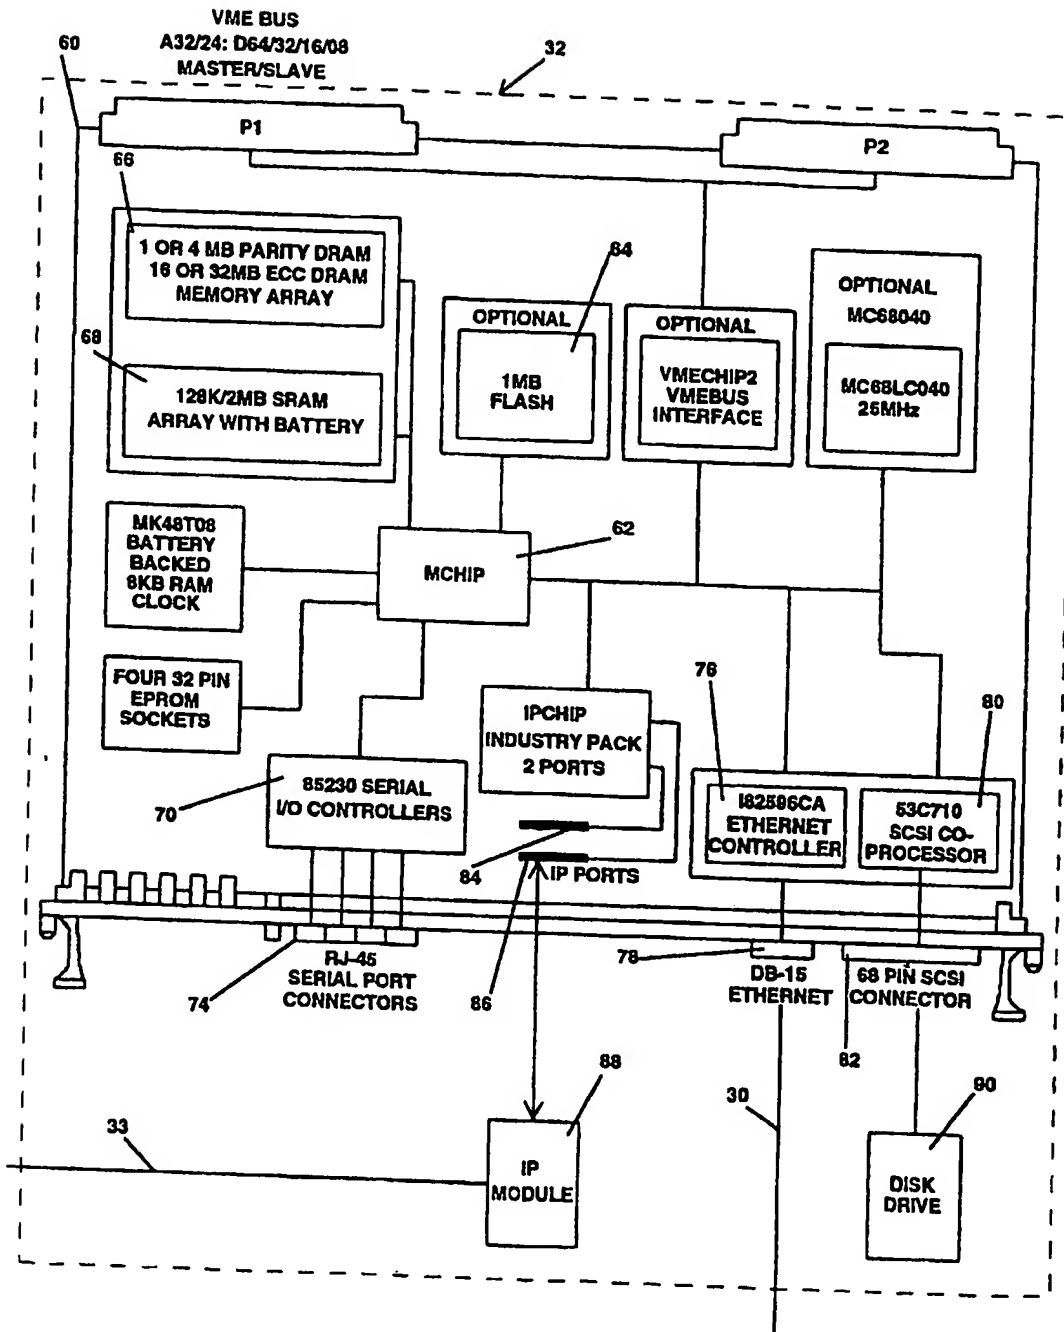 VME BUS
A32/24: D64/32/16/08
MASTER/SLAVE
60
32
P1
P2
66
1 OR 4 MB PARITY DRAM
16 OR 32MB ECC DRAM
MEMORY ARRAY
68
128K/2MB SRAM
ARRAY WITH BATTERY
64
OPTIONAL
1MB
FLASH
OPTIONAL
VMECHIP2
VMEBUS
INTERFACE
OPTIONAL
MC68040
MC68LC040
25MHz
MK48T08
BATTERY
BACKED
8KB RAM
CLOCK
MCHIP
62
FOUR 32 PIN
EPROM
SOCKETS
IPCHIP
INDUSTRY PACK
2 PORTS
76
80
85230 SERIAL
I/O CONTROLLERS
70
I82596CA
ETHERNET
CONTROLLER
53C710
SCSI CO-
PROCESSOR
84
IP PORTS
74
RJ-45
SERIAL PORT
CONNECTORS
86
78
DB-15
ETHERNET
68 PIN SCSI
CONNECTOR
82
88
30
90
33
IP
MODULE
DISK
DRIVE